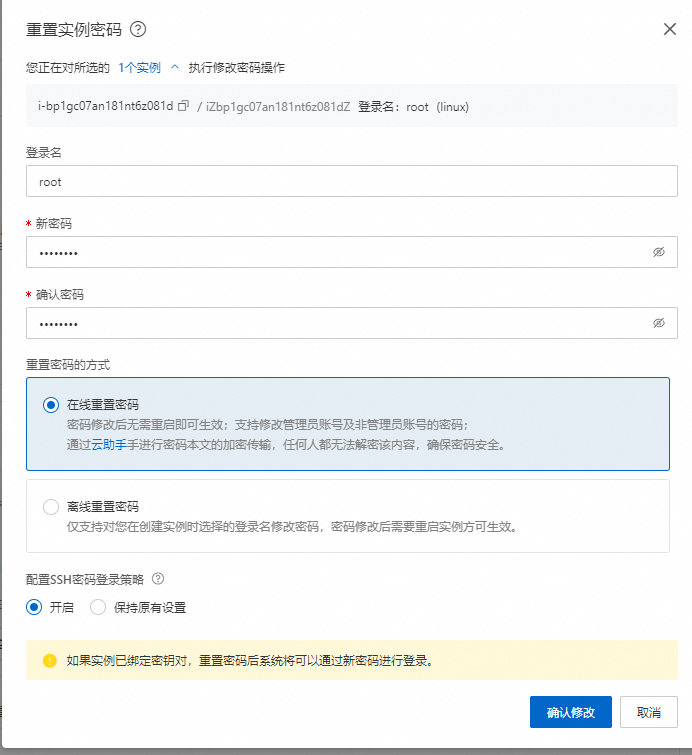 重置实例密码
您正在对所选的 1个实例 执行修改密码操作
i-bp1gc07an181nt6z081d / iZbp1gc07an181nt6z081dZ 登录名：root (linux)
登录名
root
* 新密码
••••••••
* 确认密码
••••••••
重置密码的方式
在线重置密码
密码修改后无需重启即可生效；支持修改管理员账号及非管理员账号的密码；
通过云助手手进行密码本文的加密传输，任何人都无法解密该内容，确保密码安全。
离线重置密码
仅支持对您在创建实例时选择的登录名修改密码，密码修改后需要重启实例方可生效。
配置SSH密码登录策略
开启 保持原有设置
如果实例已绑定密钥对，重置密码后系统将可以通过新密码进行登录。
确认修改 取消